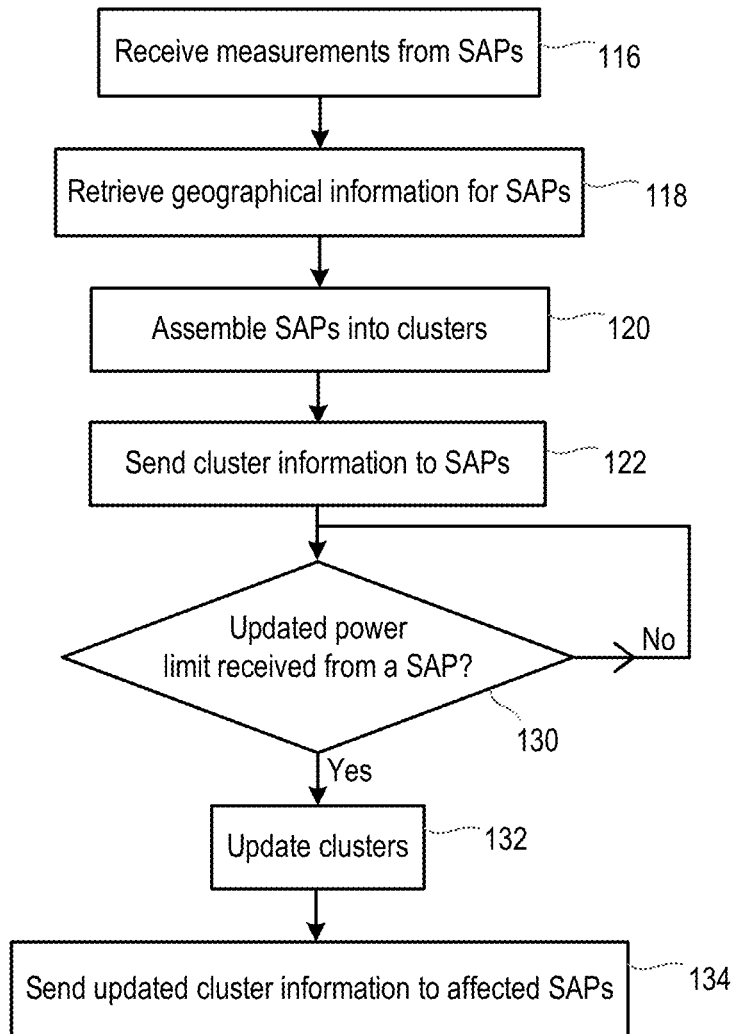 Receive measurements from SAPs
116
Retrieve geographical information for SAPs
118
Assemble SAPs into clusters
120
Send cluster information to SAPs
122
Updated power
limit received from a SAP?
No
130
Yes
Update clusters
132
Send updated cluster information to affected SAPs
134